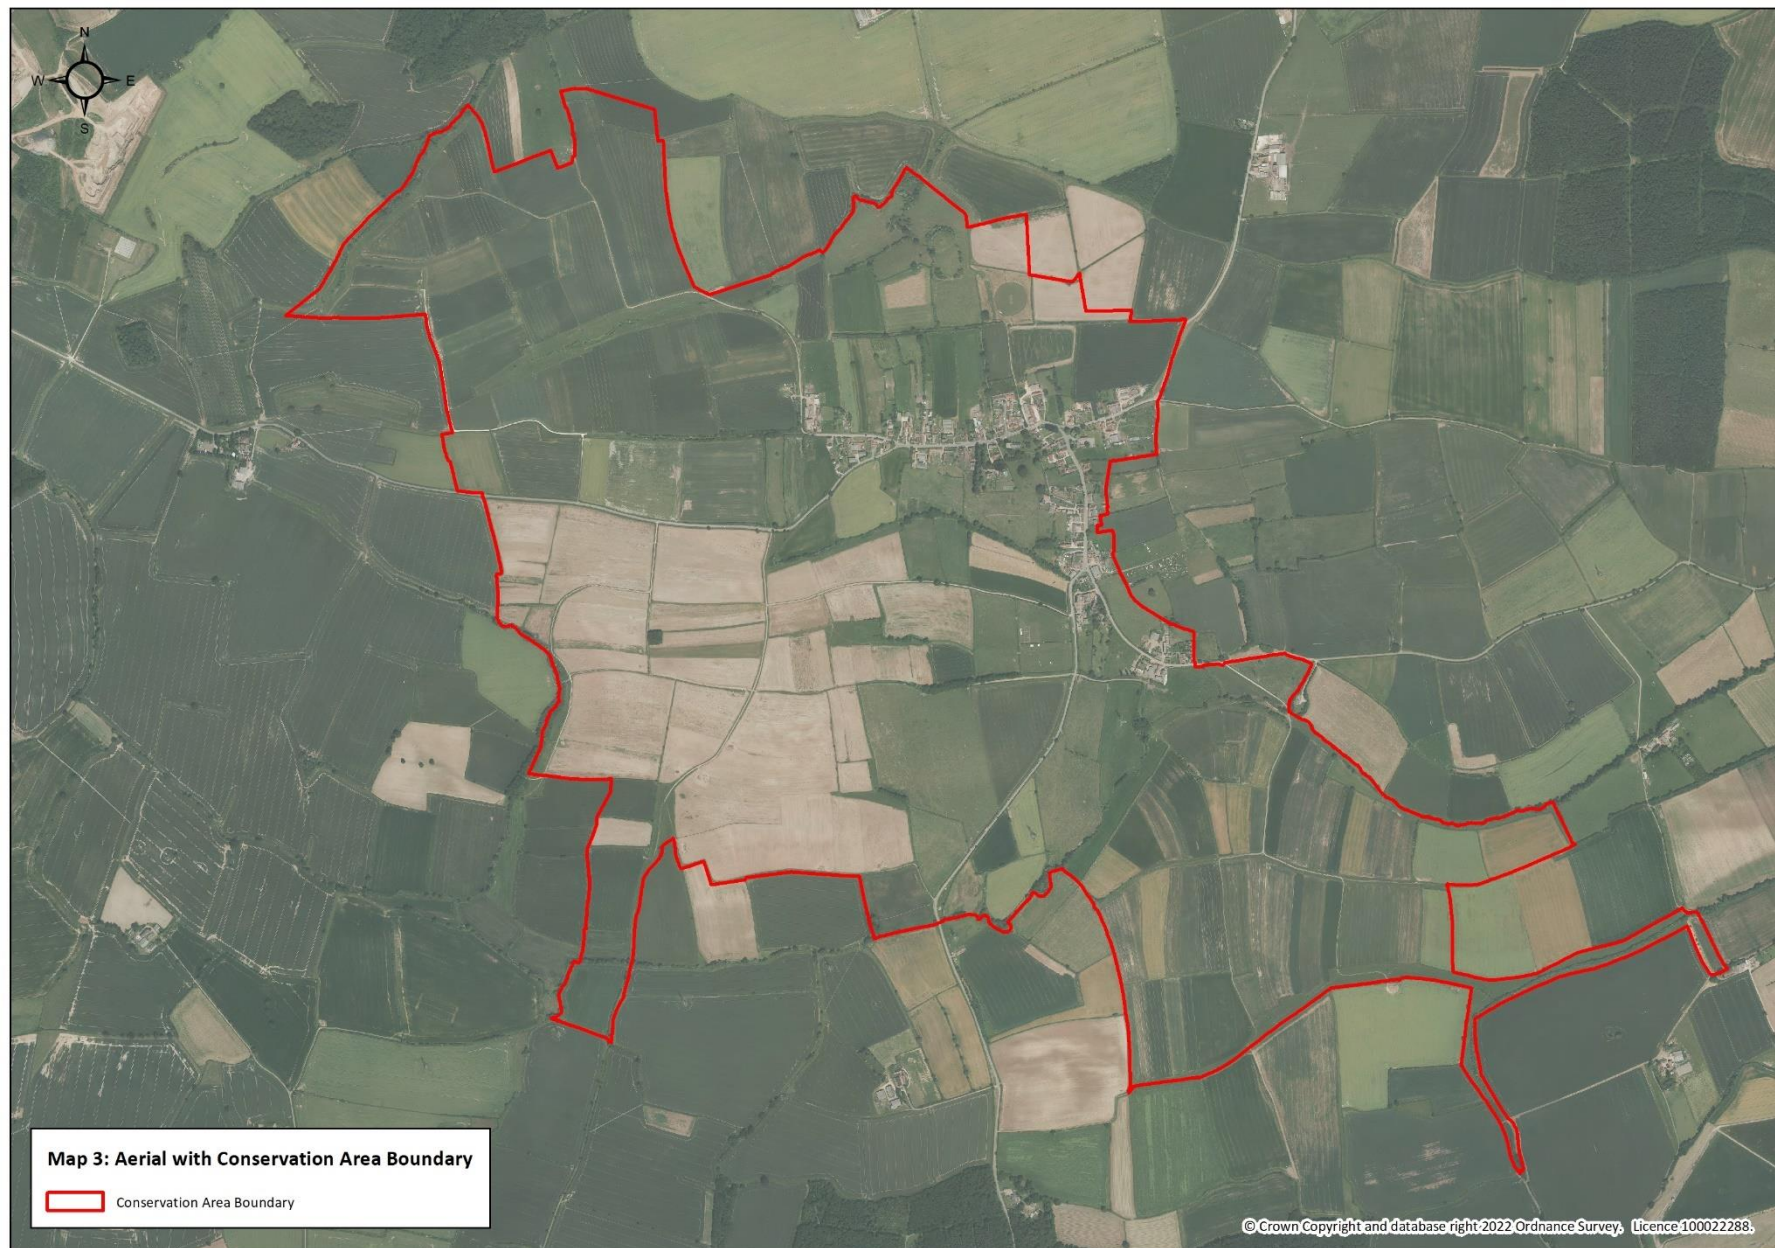 N
W E
S
Map 3: Aerial with Conservation Area Boundary
Conservation Area Boundary
© Crown Copyright and database right 2022 Ordnance Survey. Licence 100022288.